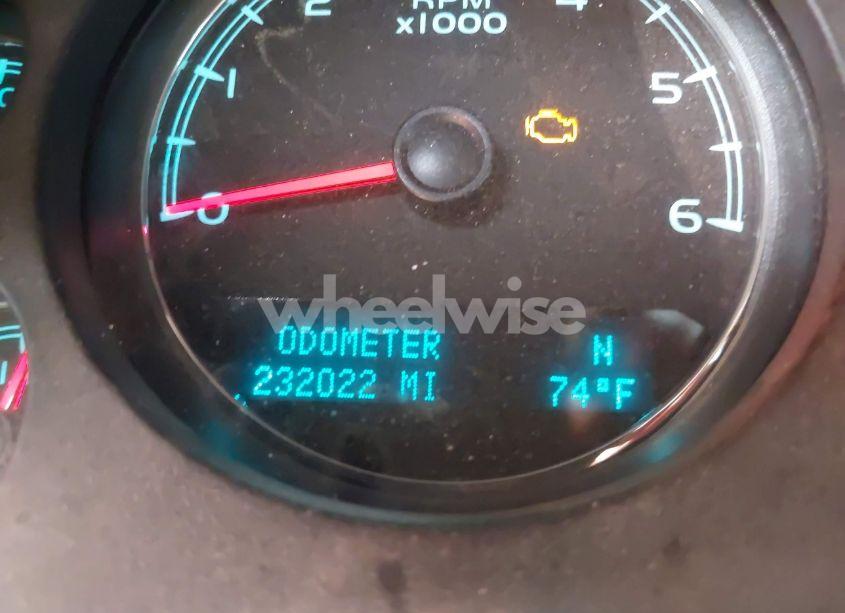 2
RPM
4
x1000
1
5
0
6
wheelwise
ODOMETER
N
232022 MI
74°F